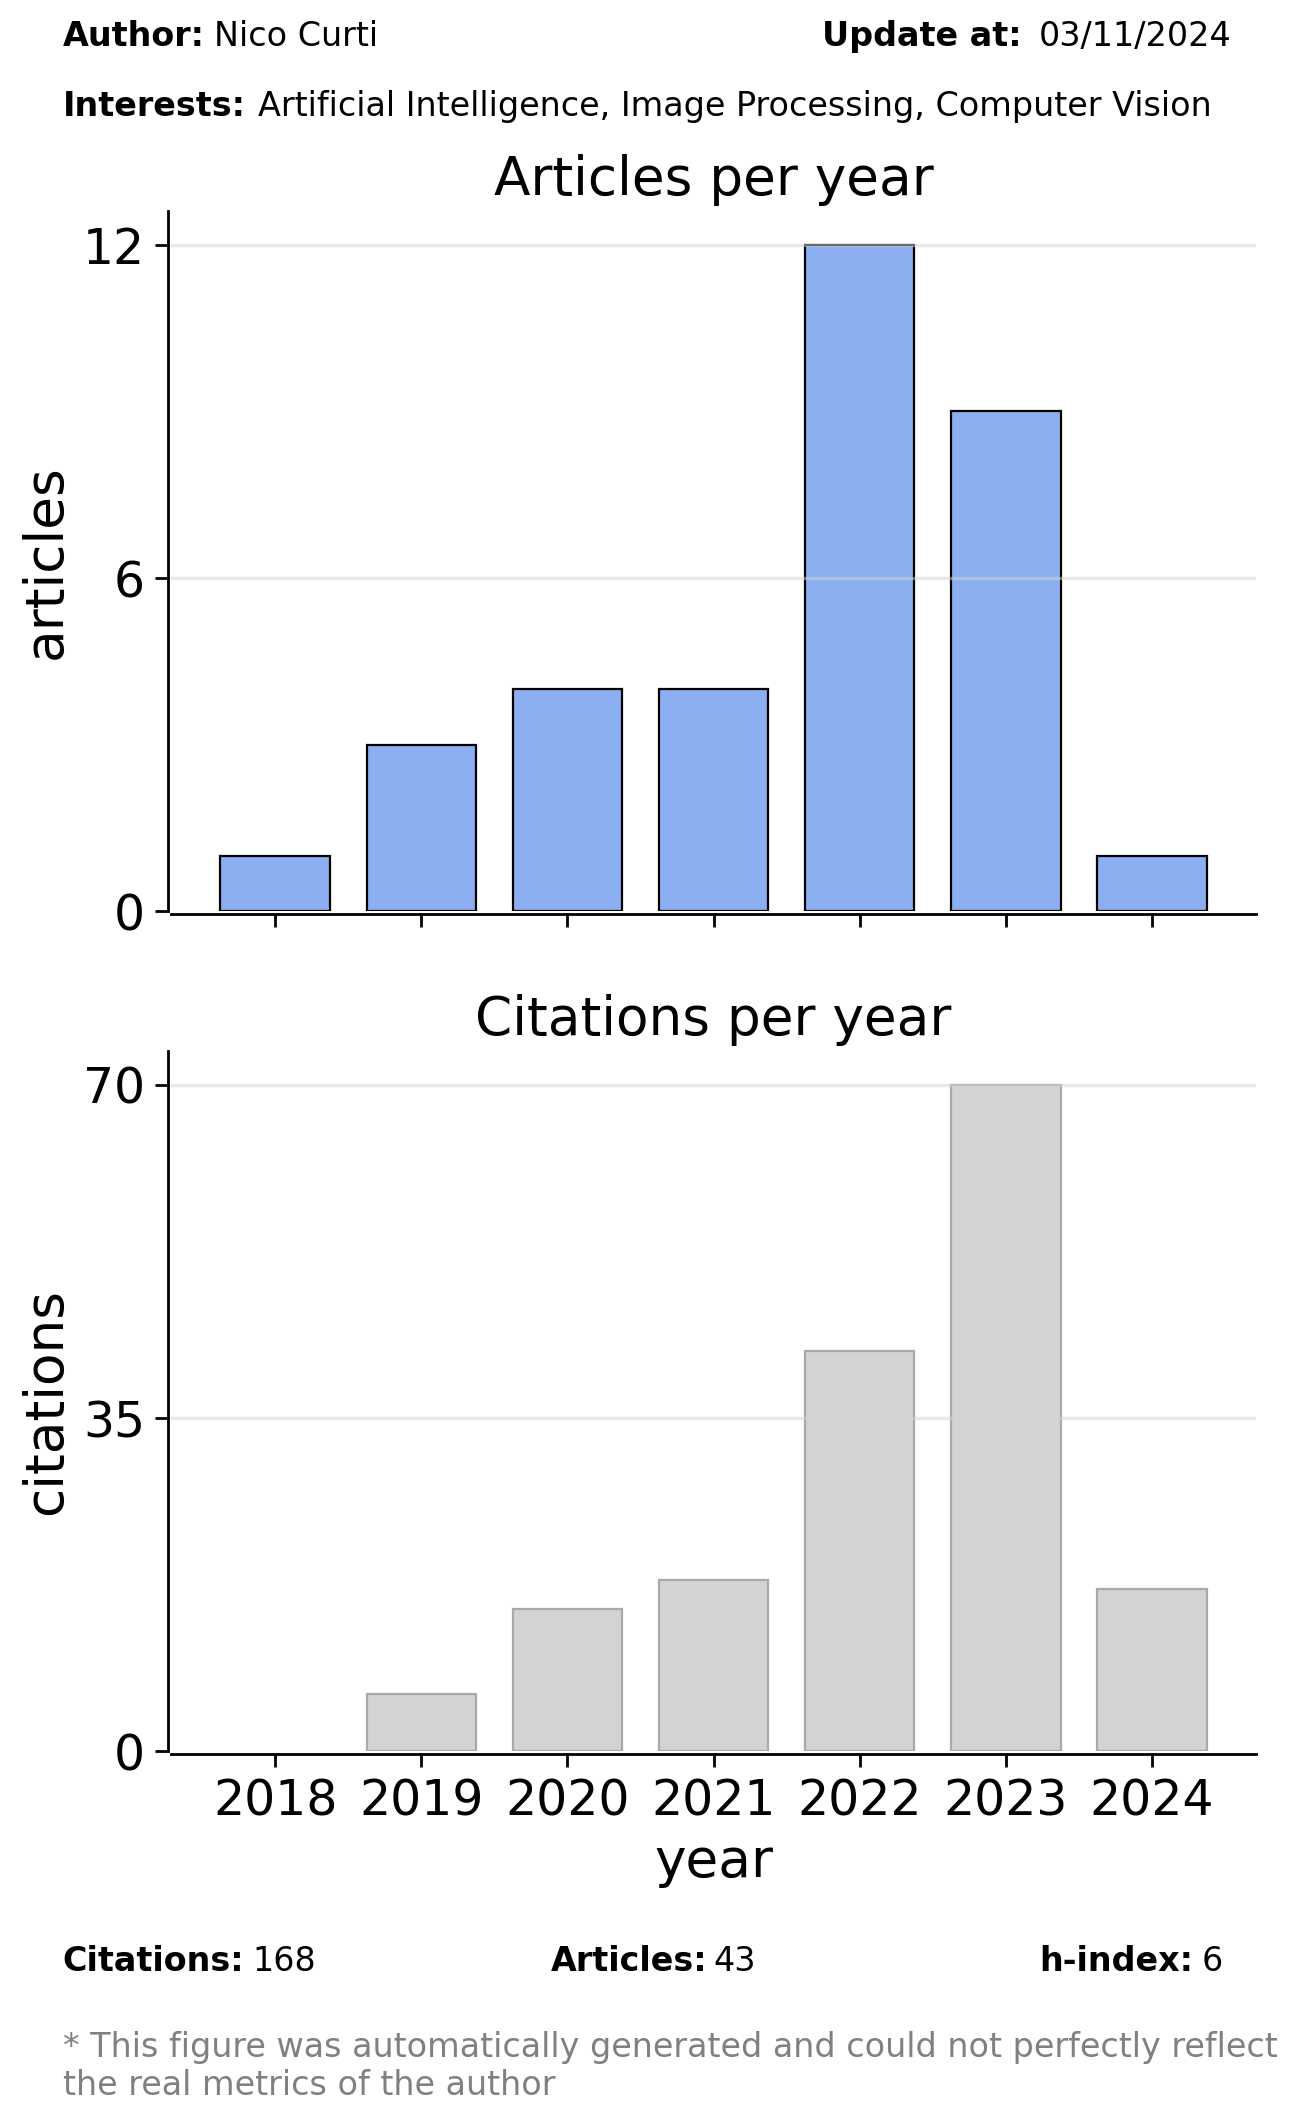 Author: Nico Curti Update at: 03/11/2024
Interests: Artificial Intelligence, Image Processing, Computer Vision
Articles per year
12
6
0
articles
Citations per year
70
35
0
citations
2018 2019 2020 2021 2022 2023 2024
year
Citations: 168 Articles: 43 h-index: 6
* This figure was automatically generated and could not perfectly reflect
the real metrics of the author